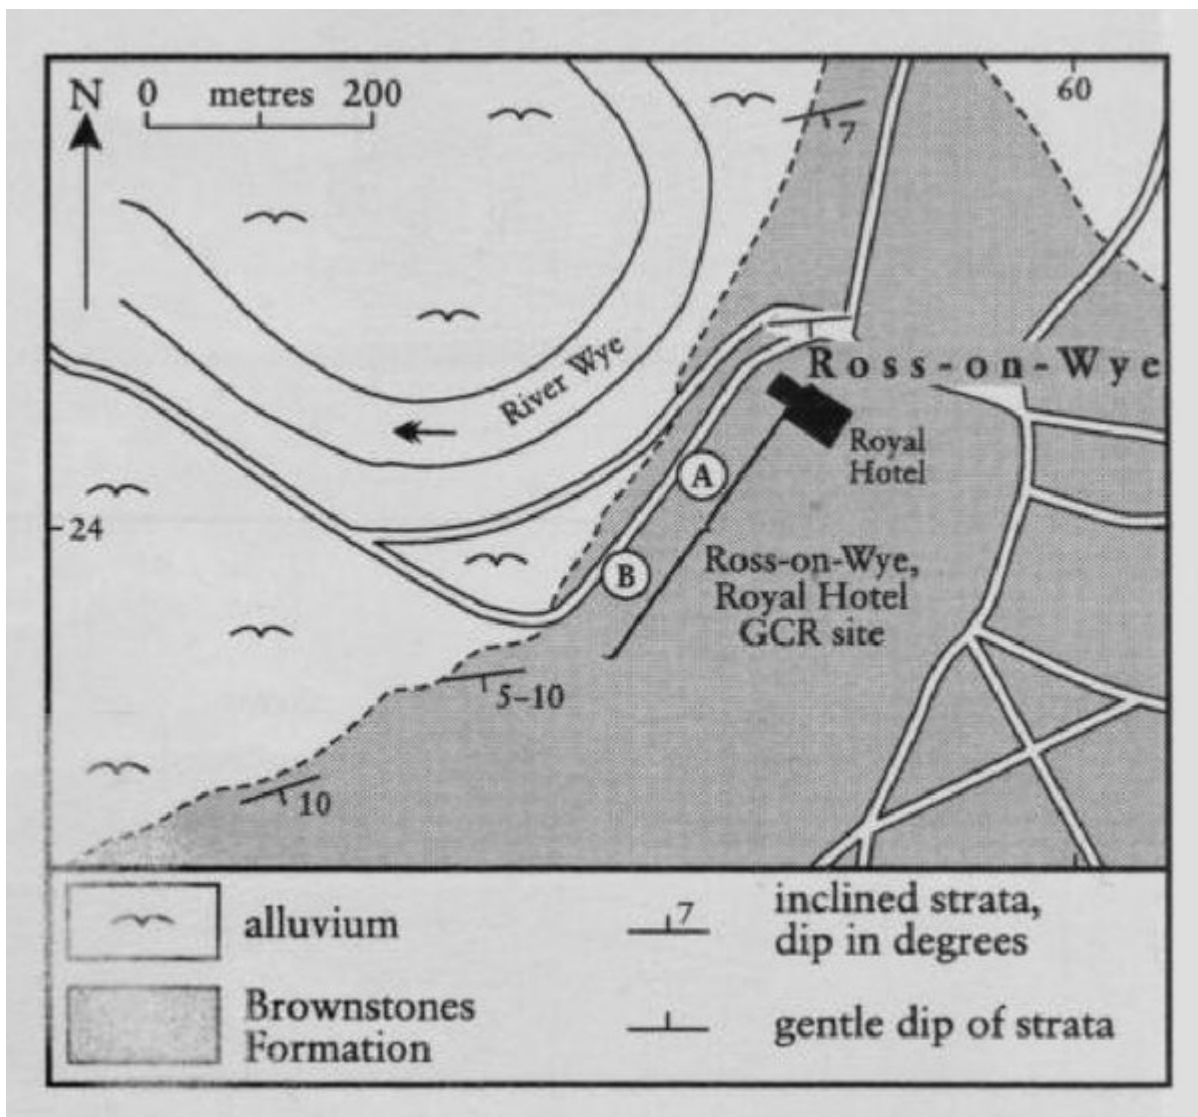 N 0 metres 200
60
7
River Wye
Ross-on-Wye
Royal
Hotel
A
24
B
Ross-on-Wye,
Royal Hotel
GCR site
5–10
10
alluvium
7
inclined strata,
dip in degrees
Brownstones
Formation
gentle dip of strata